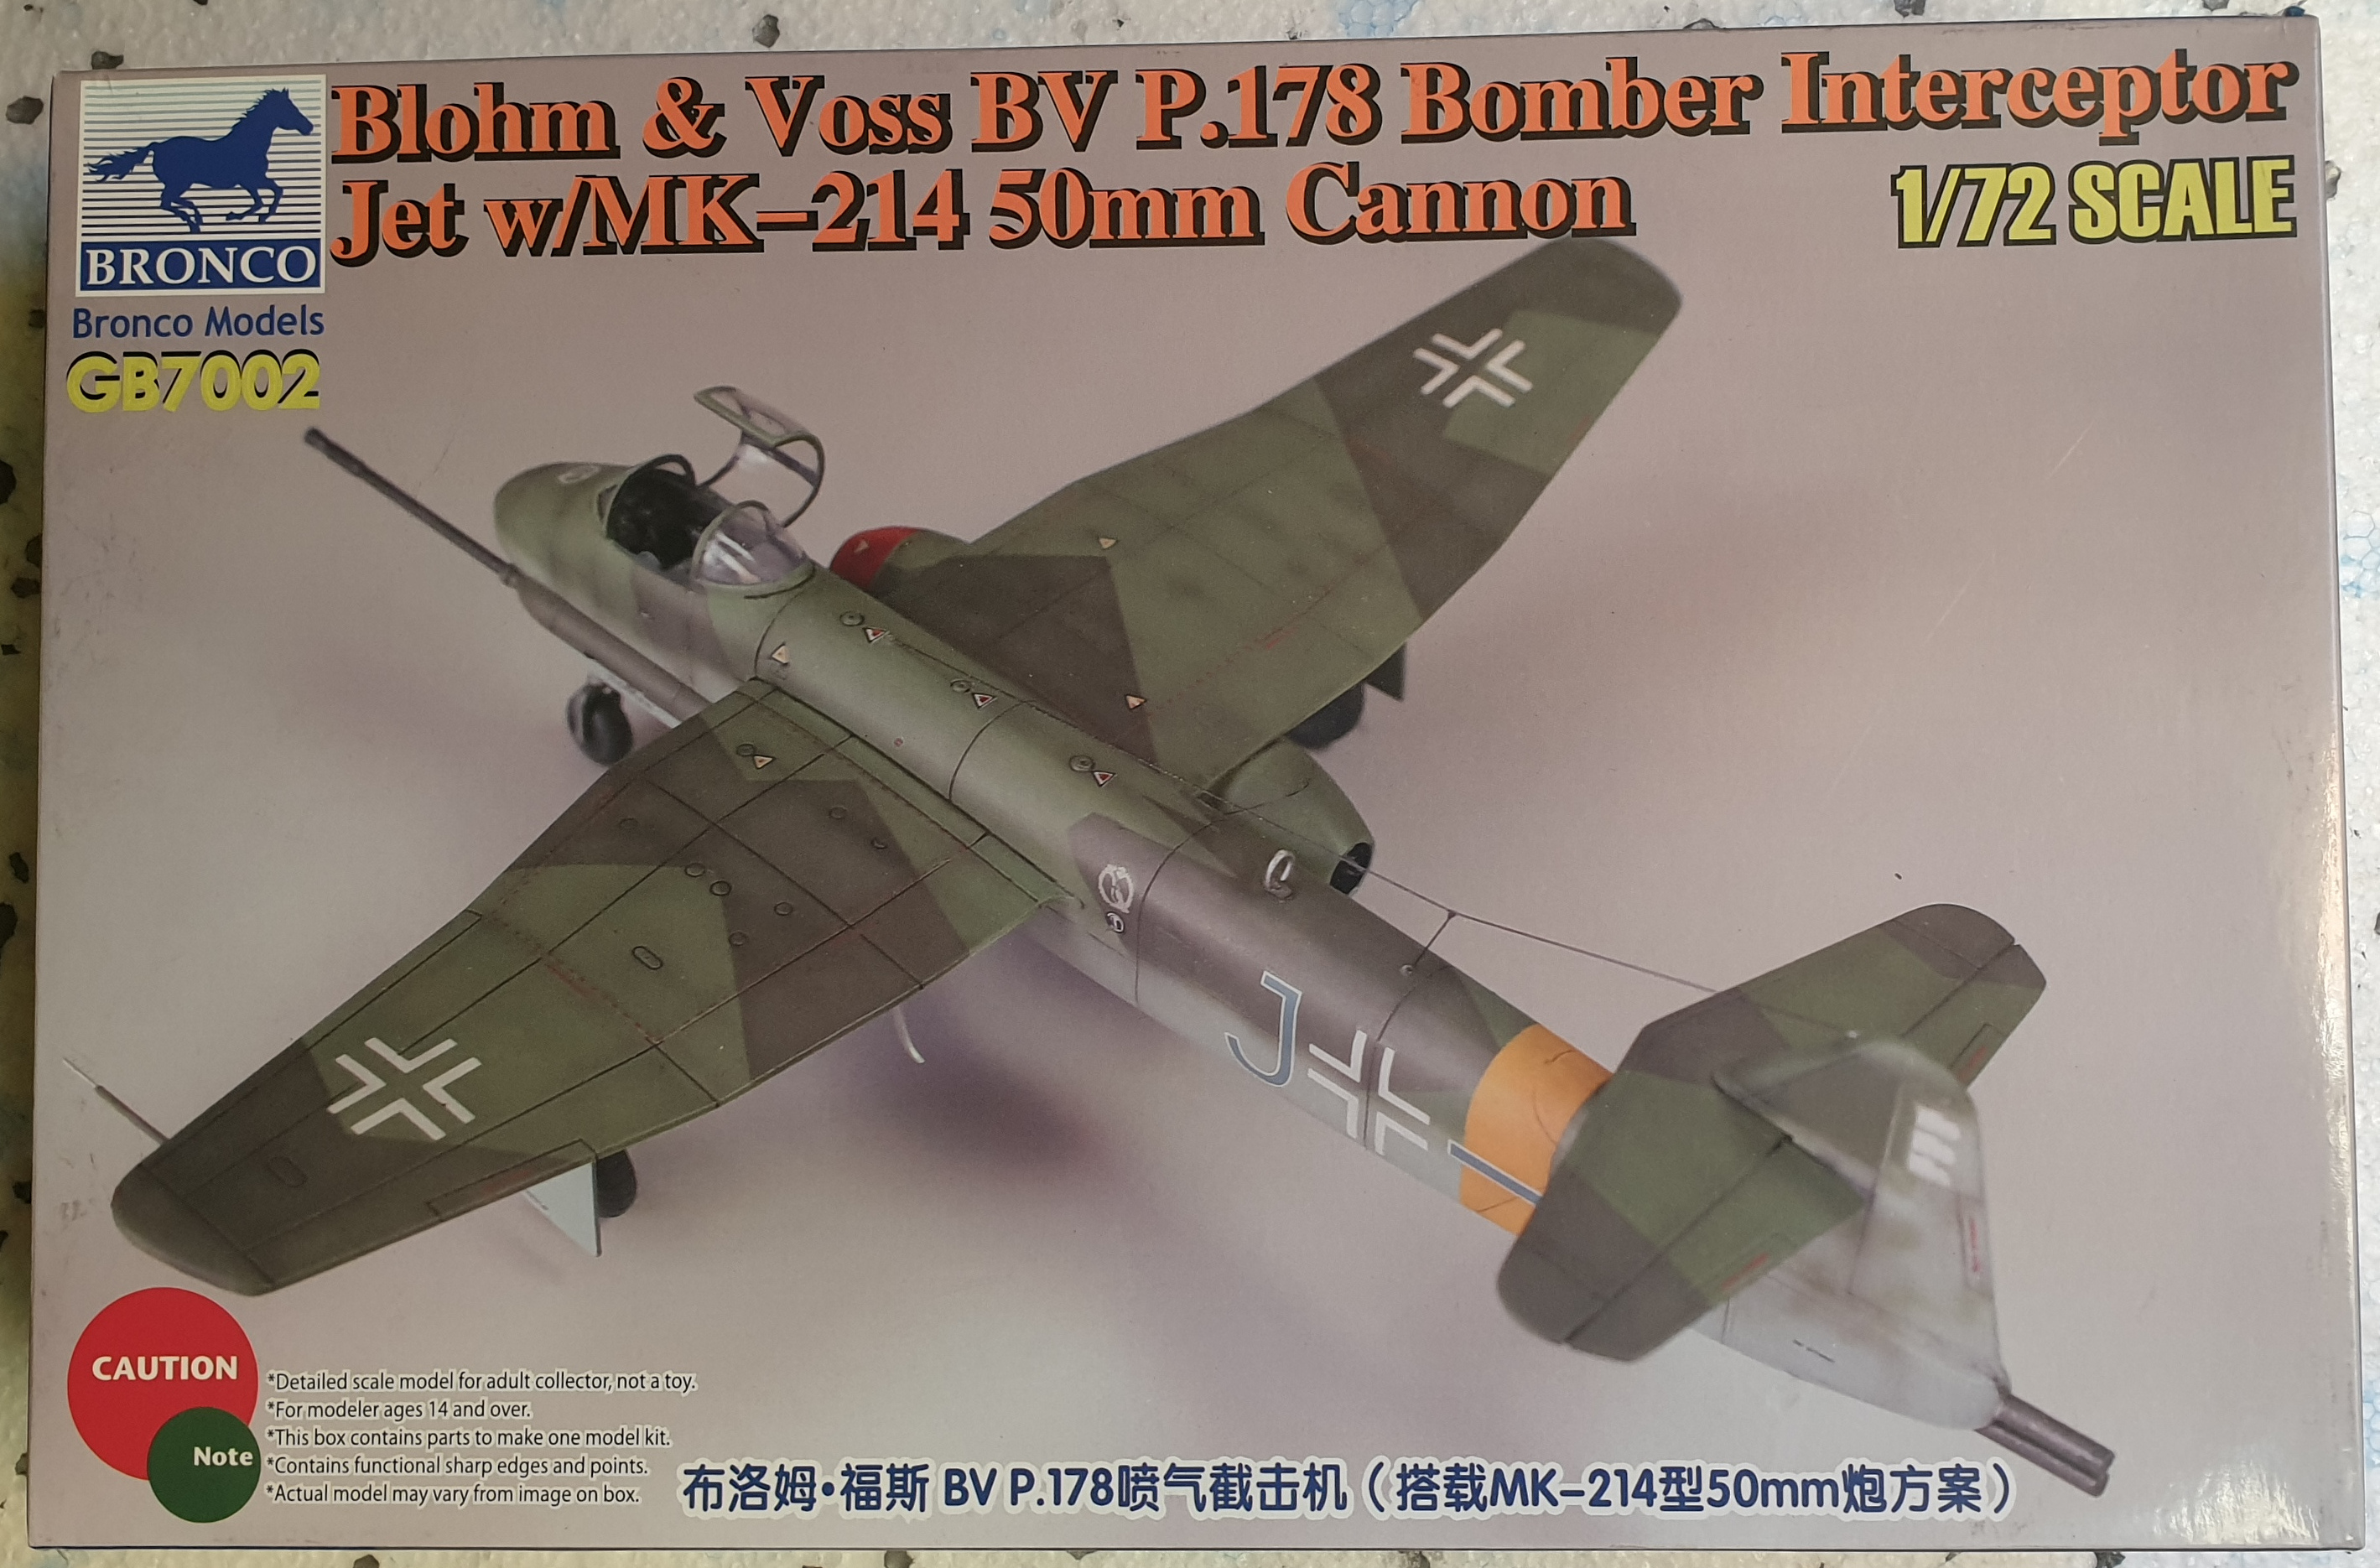 Blohm & Voss BV P.178 Bomber Interceptor
Jet w/MK-214 50mm Cannon
1/72 SCALE
BRONCO
Bronco Models
GB7002
J
CAUTION
Note
*Detailed scale model for adult collector, not a toy.
*For modeler ages 14 and over.
*This box contains parts to make one model kit.
*Contains functional sharp edges and points.
*Actual model may vary from image on box.
布洛姆•福斯 BV P.178喷气截击机（搭载MK-214型50mm炮方案）